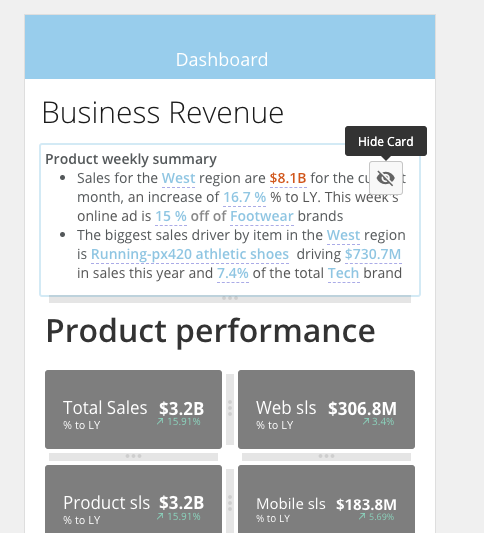 Dashboard
Business Revenue
Hide Card
Product weekly summary
Sales for the West region are $8.1B for the cu t
month, an increase of 16.7 % % to LY. This week's
online ad is 15 % off of Footwear brands
The biggest sales driver by item in the West region
is Running-px420 athletic shoes driving $730.7M
in sales this year and 7.4% of the total Tech brand
Product performance
Total Sales $3.2B
% to LY 15.91%
Web sls $306.8M
% to LY 3.4%
Product sls $3.2B
% to LY 15.91%
Mobile sls $183.8M
% to LY 5.69%